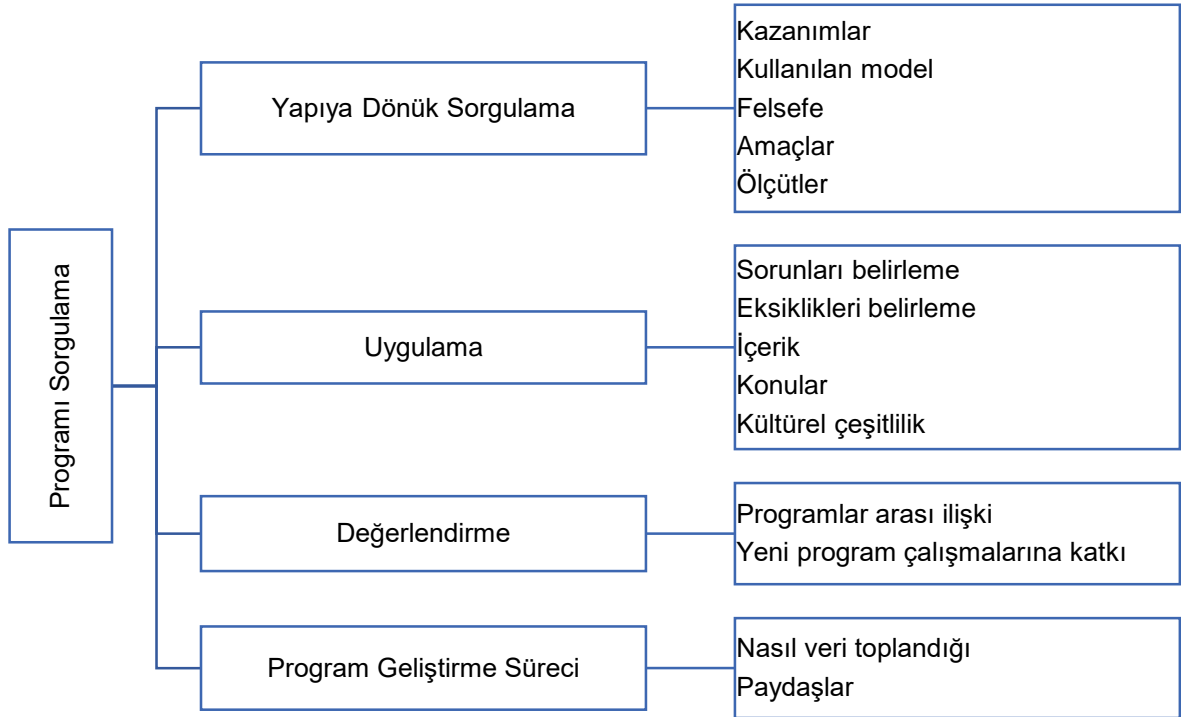 Programı Sorgulama
Yapıya Dönük Sorgulama
Kazanımlar
Kullanılan model
Felsefe
Amaçlar
Ölçütler
Uygulama
Sorunları belirleme
Eksiklikleri belirleme
İçerik
Konular
Kültürel çeşitlilik
Değerlendirme
Programlar arası ilişki
Yeni program çalışmalarına katkı
Program Geliştirme Süreci
Nasıl veri toplandığı
Paydaşlar